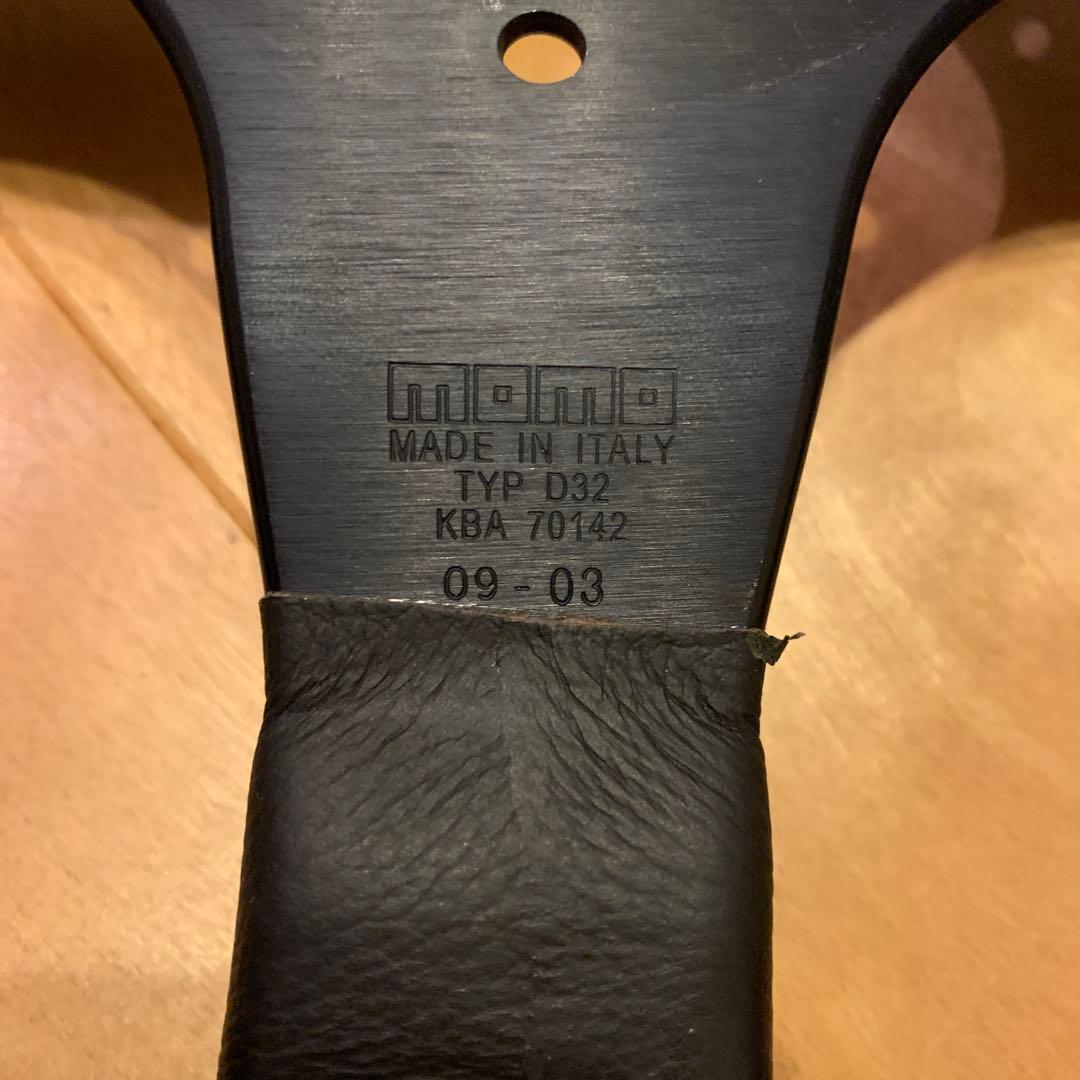 momo
MADE IN ITALY
TYP D32
KBA 70142
09-03